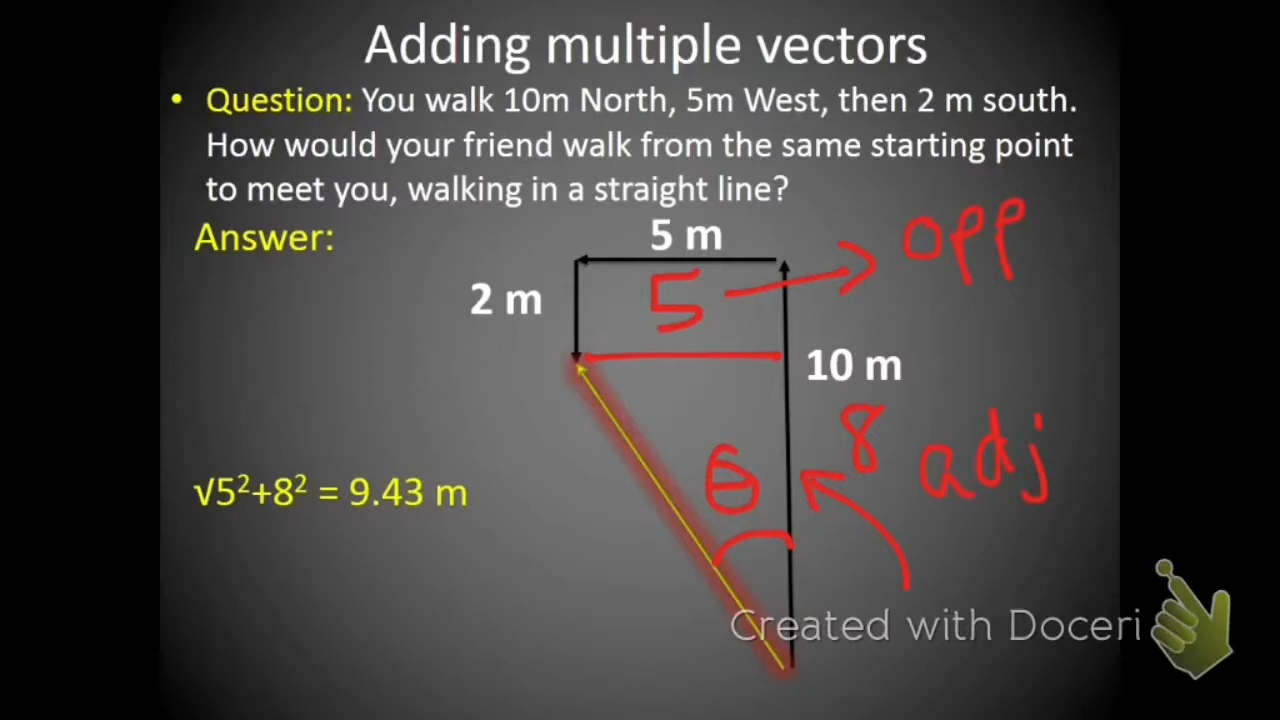 Adding multiple vectors
• Question: You walk 10m North, 5m West, then 2 m south.
How would your friend walk from the same starting point
to meet you, walking in a straight line?
Answer:
5 m
opp
2 m
5
10 m
8 adj
θ
√5²+8² = 9.43 m
Created with Doceri